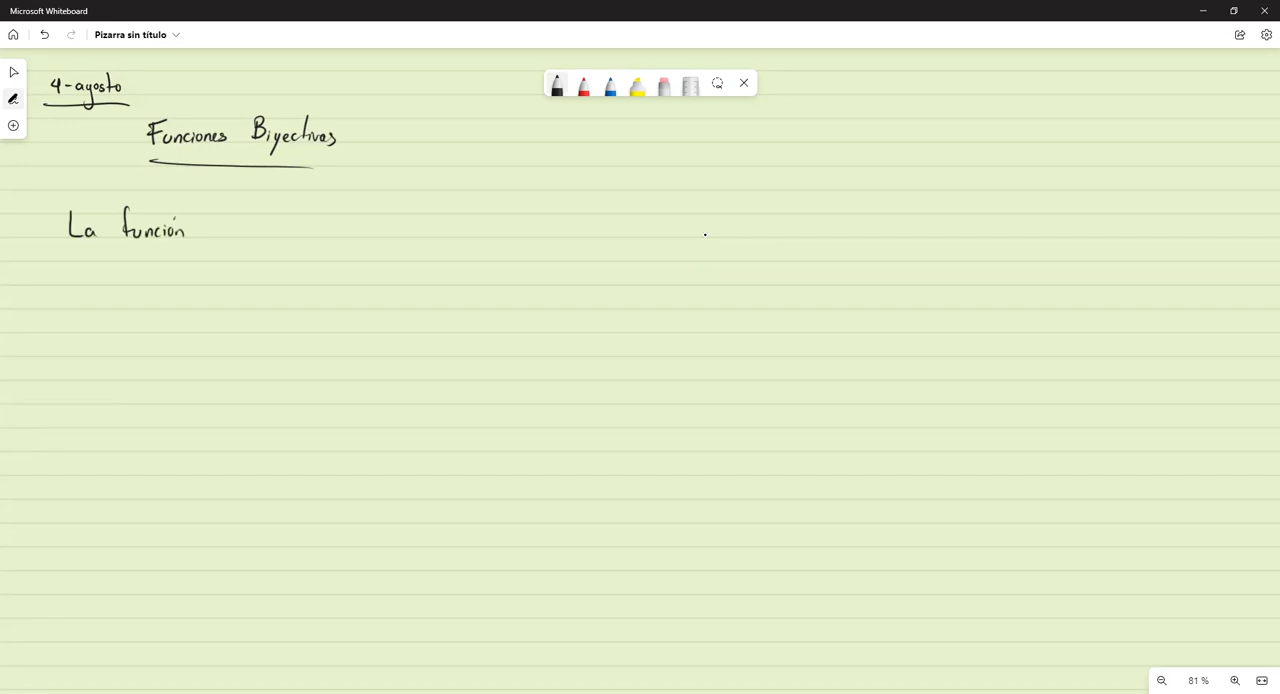 Microsoft Whiteboard
Pizarra sin título
4-agosto
Funciones Biyectivas
La función
81 %